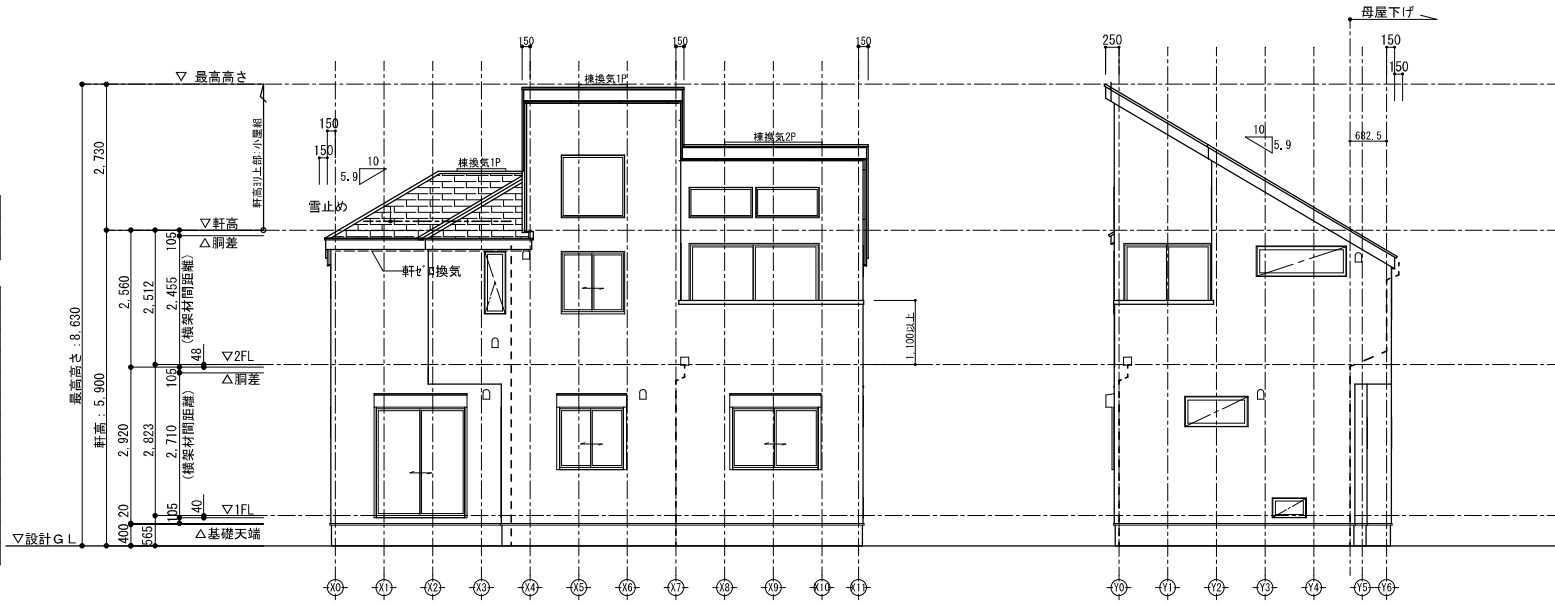 母屋下げ
150
150
150
250
150
150
▽ 最高高さ
棟換気1P
150
150
10
5.9
棟換気1P
棟換気2P
10
5.9
682.5
2,730
軒高ヨリ上部:小屋組
雪止め
▽軒高
△胴差
105
軒ゼロ換気
最高高さ:8,630
軒高:5,900
2,560
2,512
2,455
(横架材間距離)
1,100以上
48
▽2FL
105
△胴差
2,920
2,823
2,710
(横架材間距離)
40
▽1FL
105
20
400
565
△基礎天端
▽設計GL
X0 X1 X2 X3 X4 X5 X6 X7 X8 X9 X10 X11
Y0 Y1 Y2 Y3 Y4 Y5 Y6